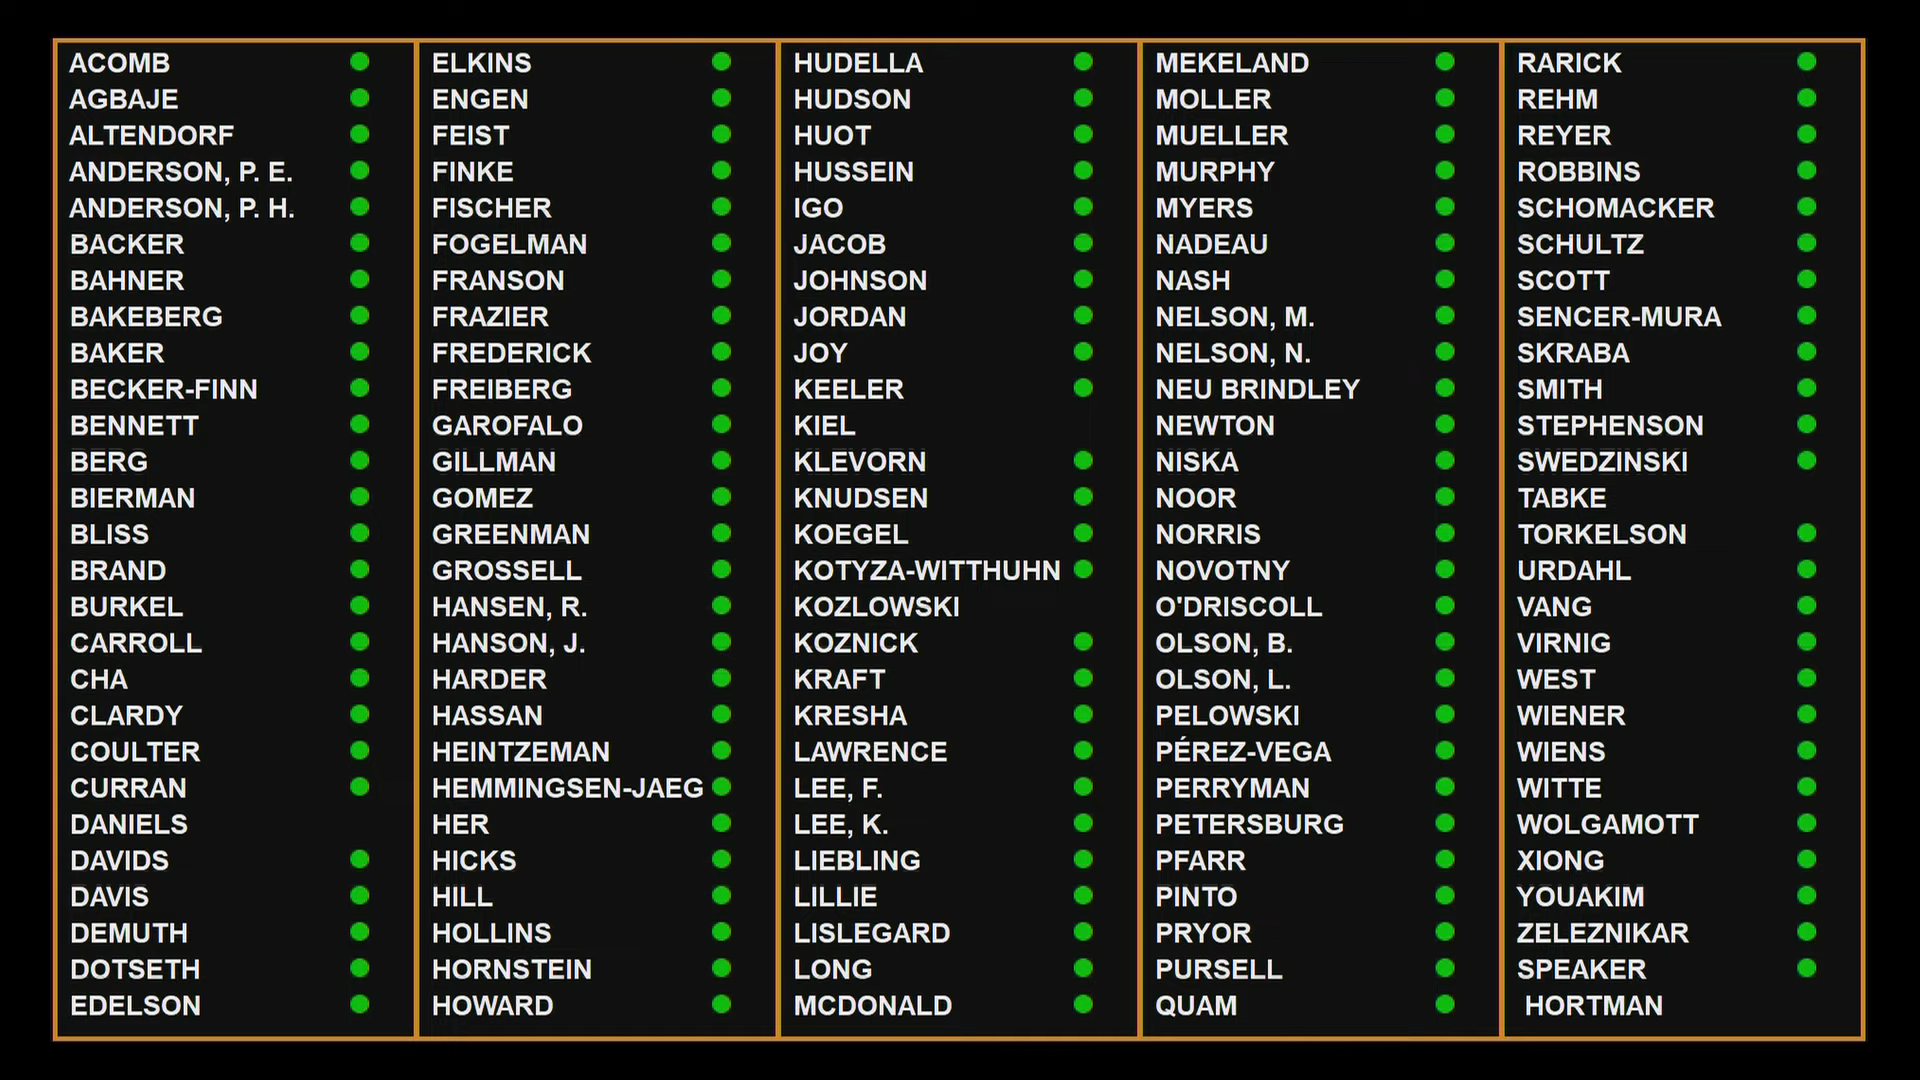 ACOMB
AGBAJE
ALTENDORF
ANDERSON, P. E.
ANDERSON, P. H.
BACKER
BAHNER
BAKEBERG
BAKER
BECKER-FINN
BENNETT
BERG
BIERMAN
BLISS
BRAND
BURKEL
CARROLL
CHA
CLARDY
COULTER
CURRAN
DANIELS
DAVIDS
DAVIS
DEMUTH
DOTSETH
EDELSON
ELKINS
ENGEN
FEIST
FINKE
FISCHER
FOGELMAN
FRANSON
FRAZIER
FREDERICK
FREIBERG
GAROFALO
GILLMAN
GOMEZ
GREENMAN
GROSSELL
HANSEN, R.
HANSON, J.
HARDER
HASSAN
HEINTZEMAN
HEMMINGSEN-JAEG
HER
HICKS
HILL
HOLLINS
HORNSTEIN
HOWARD
HUDELLA
HUDSON
HUOT
HUSSEIN
IGO
JACOB
JOHNSON
JORDAN
JOY
KEELER
KIEL
KLEVORN
KNUDSEN
KOEGEL
KOTYZA-WITTHUHN
KOZLOWSKI
KOZNICK
KRAFT
KRESHA
LAWRENCE
LEE, F.
LEE, K.
LIEBLING
LILLIE
LISLEGARD
LONG
MCDONALD
MEKELAND
MOLLER
MUELLER
MURPHY
MYERS
NADEAU
NASH
NELSON, M.
NELSON, N.
NEU BRINDLEY
NEWTON
NISKA
NOOR
NORRIS
NOVOTNY
O'DRISCOLL
OLSON, B.
OLSON, L.
PELOWSKI
PÉREZ-VEGA
PERRYMAN
PETERSBURG
PFARR
PINTO
PRYOR
PURSELL
QUAM
RARICK
REHM
REYER
ROBBINS
SCHOMACKER
SCHULTZ
SCOTT
SENCER-MURA
SKRABA
SMITH
STEPHENSON
SWEDZINSKI
TABKE
TORKELSON
URDAHL
VANG
VIRNIG
WEST
WIENER
WIENS
WITTE
WOLGAMOTT
XIONG
YOUAKIM
ZELEZNIKAR
SPEAKER
HORTMAN